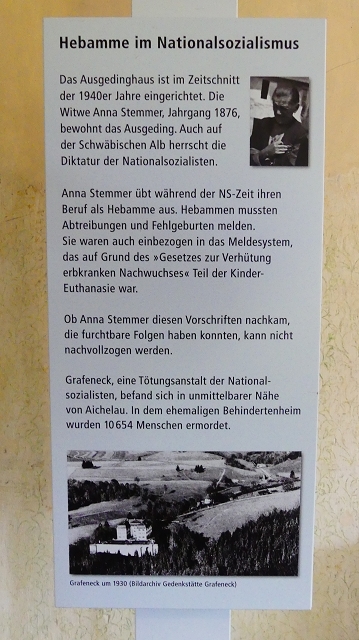 Hebamme im Nationalsozialismus
Das Ausgedinghaus ist im Zeitschnitt
der 1940er Jahre eingerichtet. Die
Witwe Anna Stemmer, Jahrgang 1876,
bewohnt das Ausgeding. Auch auf
der Schwäbischen Alb herrscht die
Diktatur der Nationalsozialisten.
Anna Stemmer übt während der NS-Zeit ihren
Beruf als Hebamme aus. Hebammen mussten
Abtreibungen und Fehlgeburten melden.
Sie waren auch einbezogen in das Meldesystem,
das auf Grund des »Gesetzes zur Verhütung
erbkranken Nachwuchses« Teil der Kinder-
Euthanasie war.
Ob Anna Stemmer diesen Vorschriften nachkam,
die furchtbare Folgen haben konnten, kann nicht
nachvollzogen werden.
Grafeneck, eine Tötungsanstalt der National-
sozialisten, befand sich in unmittelbarer Nähe
von Aichelau. In dem ehemaligen Behindertenheim
wurden 10 654 Menschen ermordet.
Grafeneck um 1930 (Bildarchiv Gedenkstätte Grafeneck)